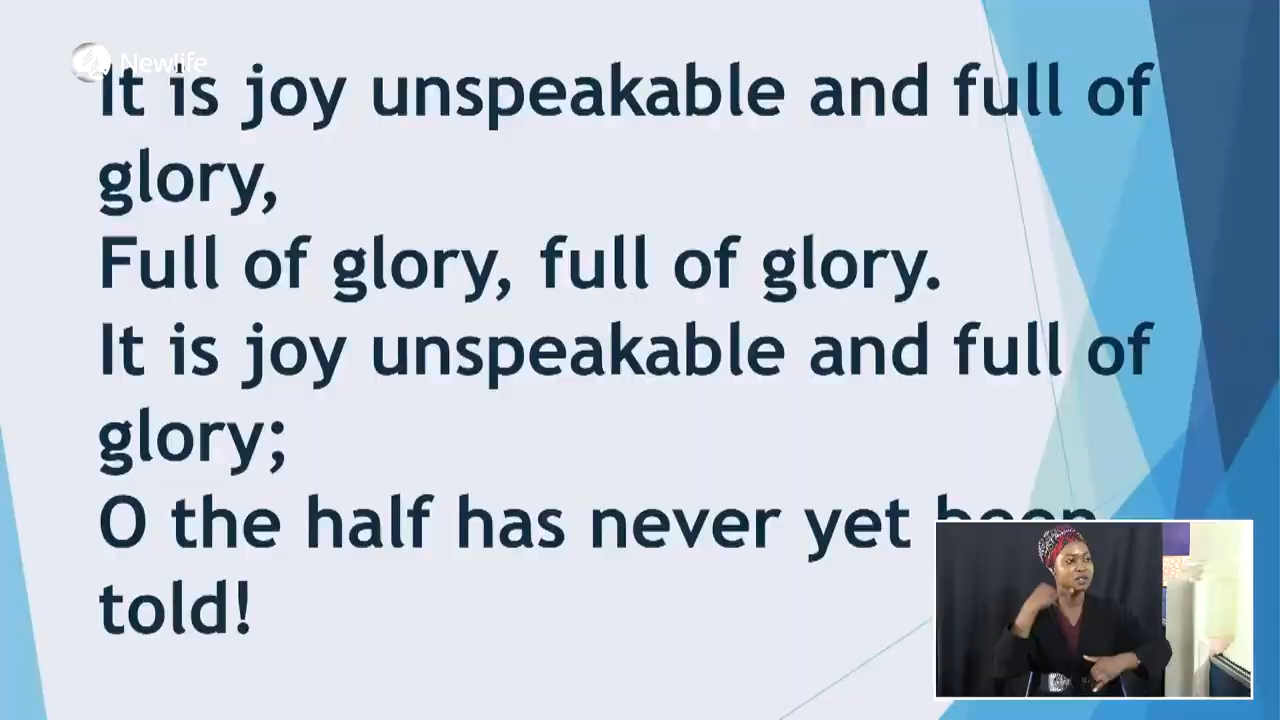 Newlife
It is joy unspeakable and full of
glory,
Full of glory, full of glory.
It is joy unspeakable and full of
glory;
O the half has never yet been
told!